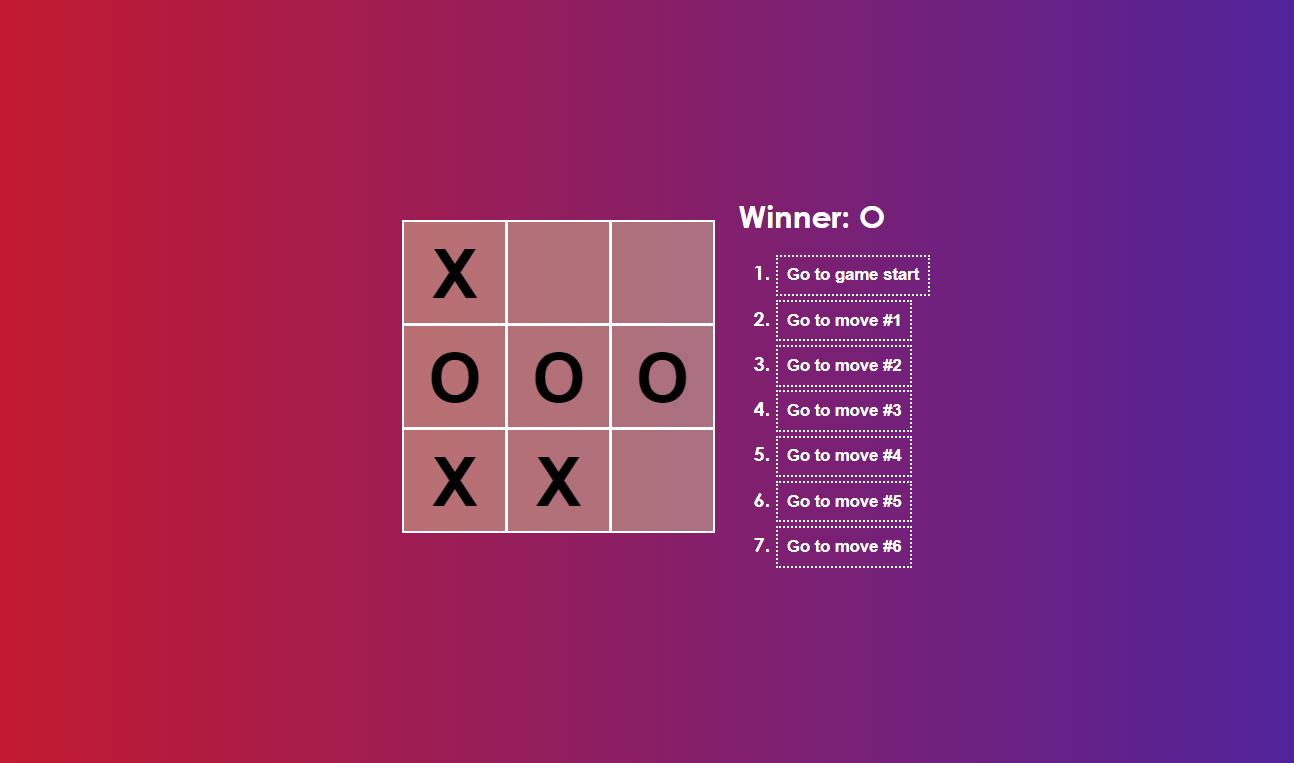 Winner: O
X
O O O
X X
1. Go to game start
2. Go to move #1
3. Go to move #2
4. Go to move #3
5. Go to move #4
6. Go to move #5
7. Go to move #6